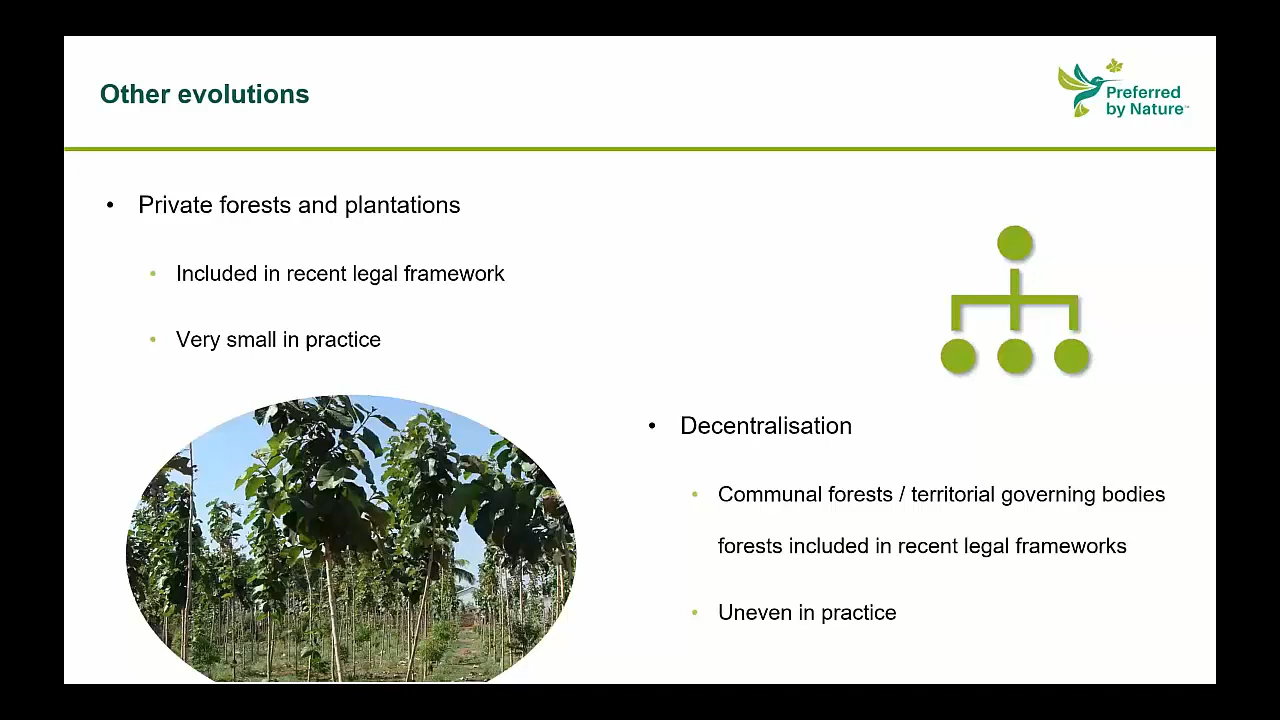 Other evolutions
Preferred
by Nature™
• Private forests and plantations
• Included in recent legal framework
• Very small in practice
• Decentralisation
• Communal forests / territorial governing bodies
forests included in recent legal frameworks
• Uneven in practice